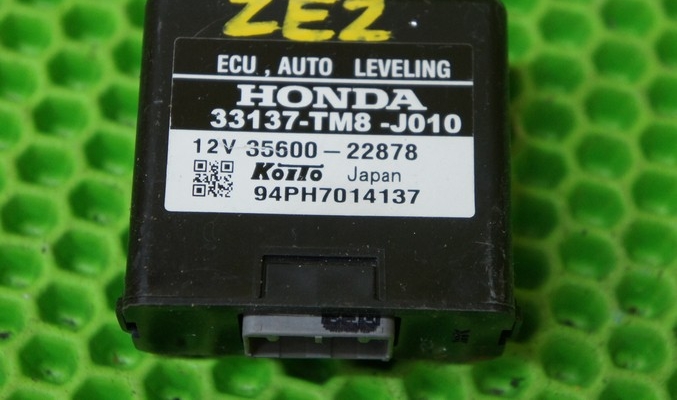 ZE2
ECU , AUTO LEVELING
HONDA
33137-TM8 -J010
12V 35600-22878
KOITO Japan
94PH7014137